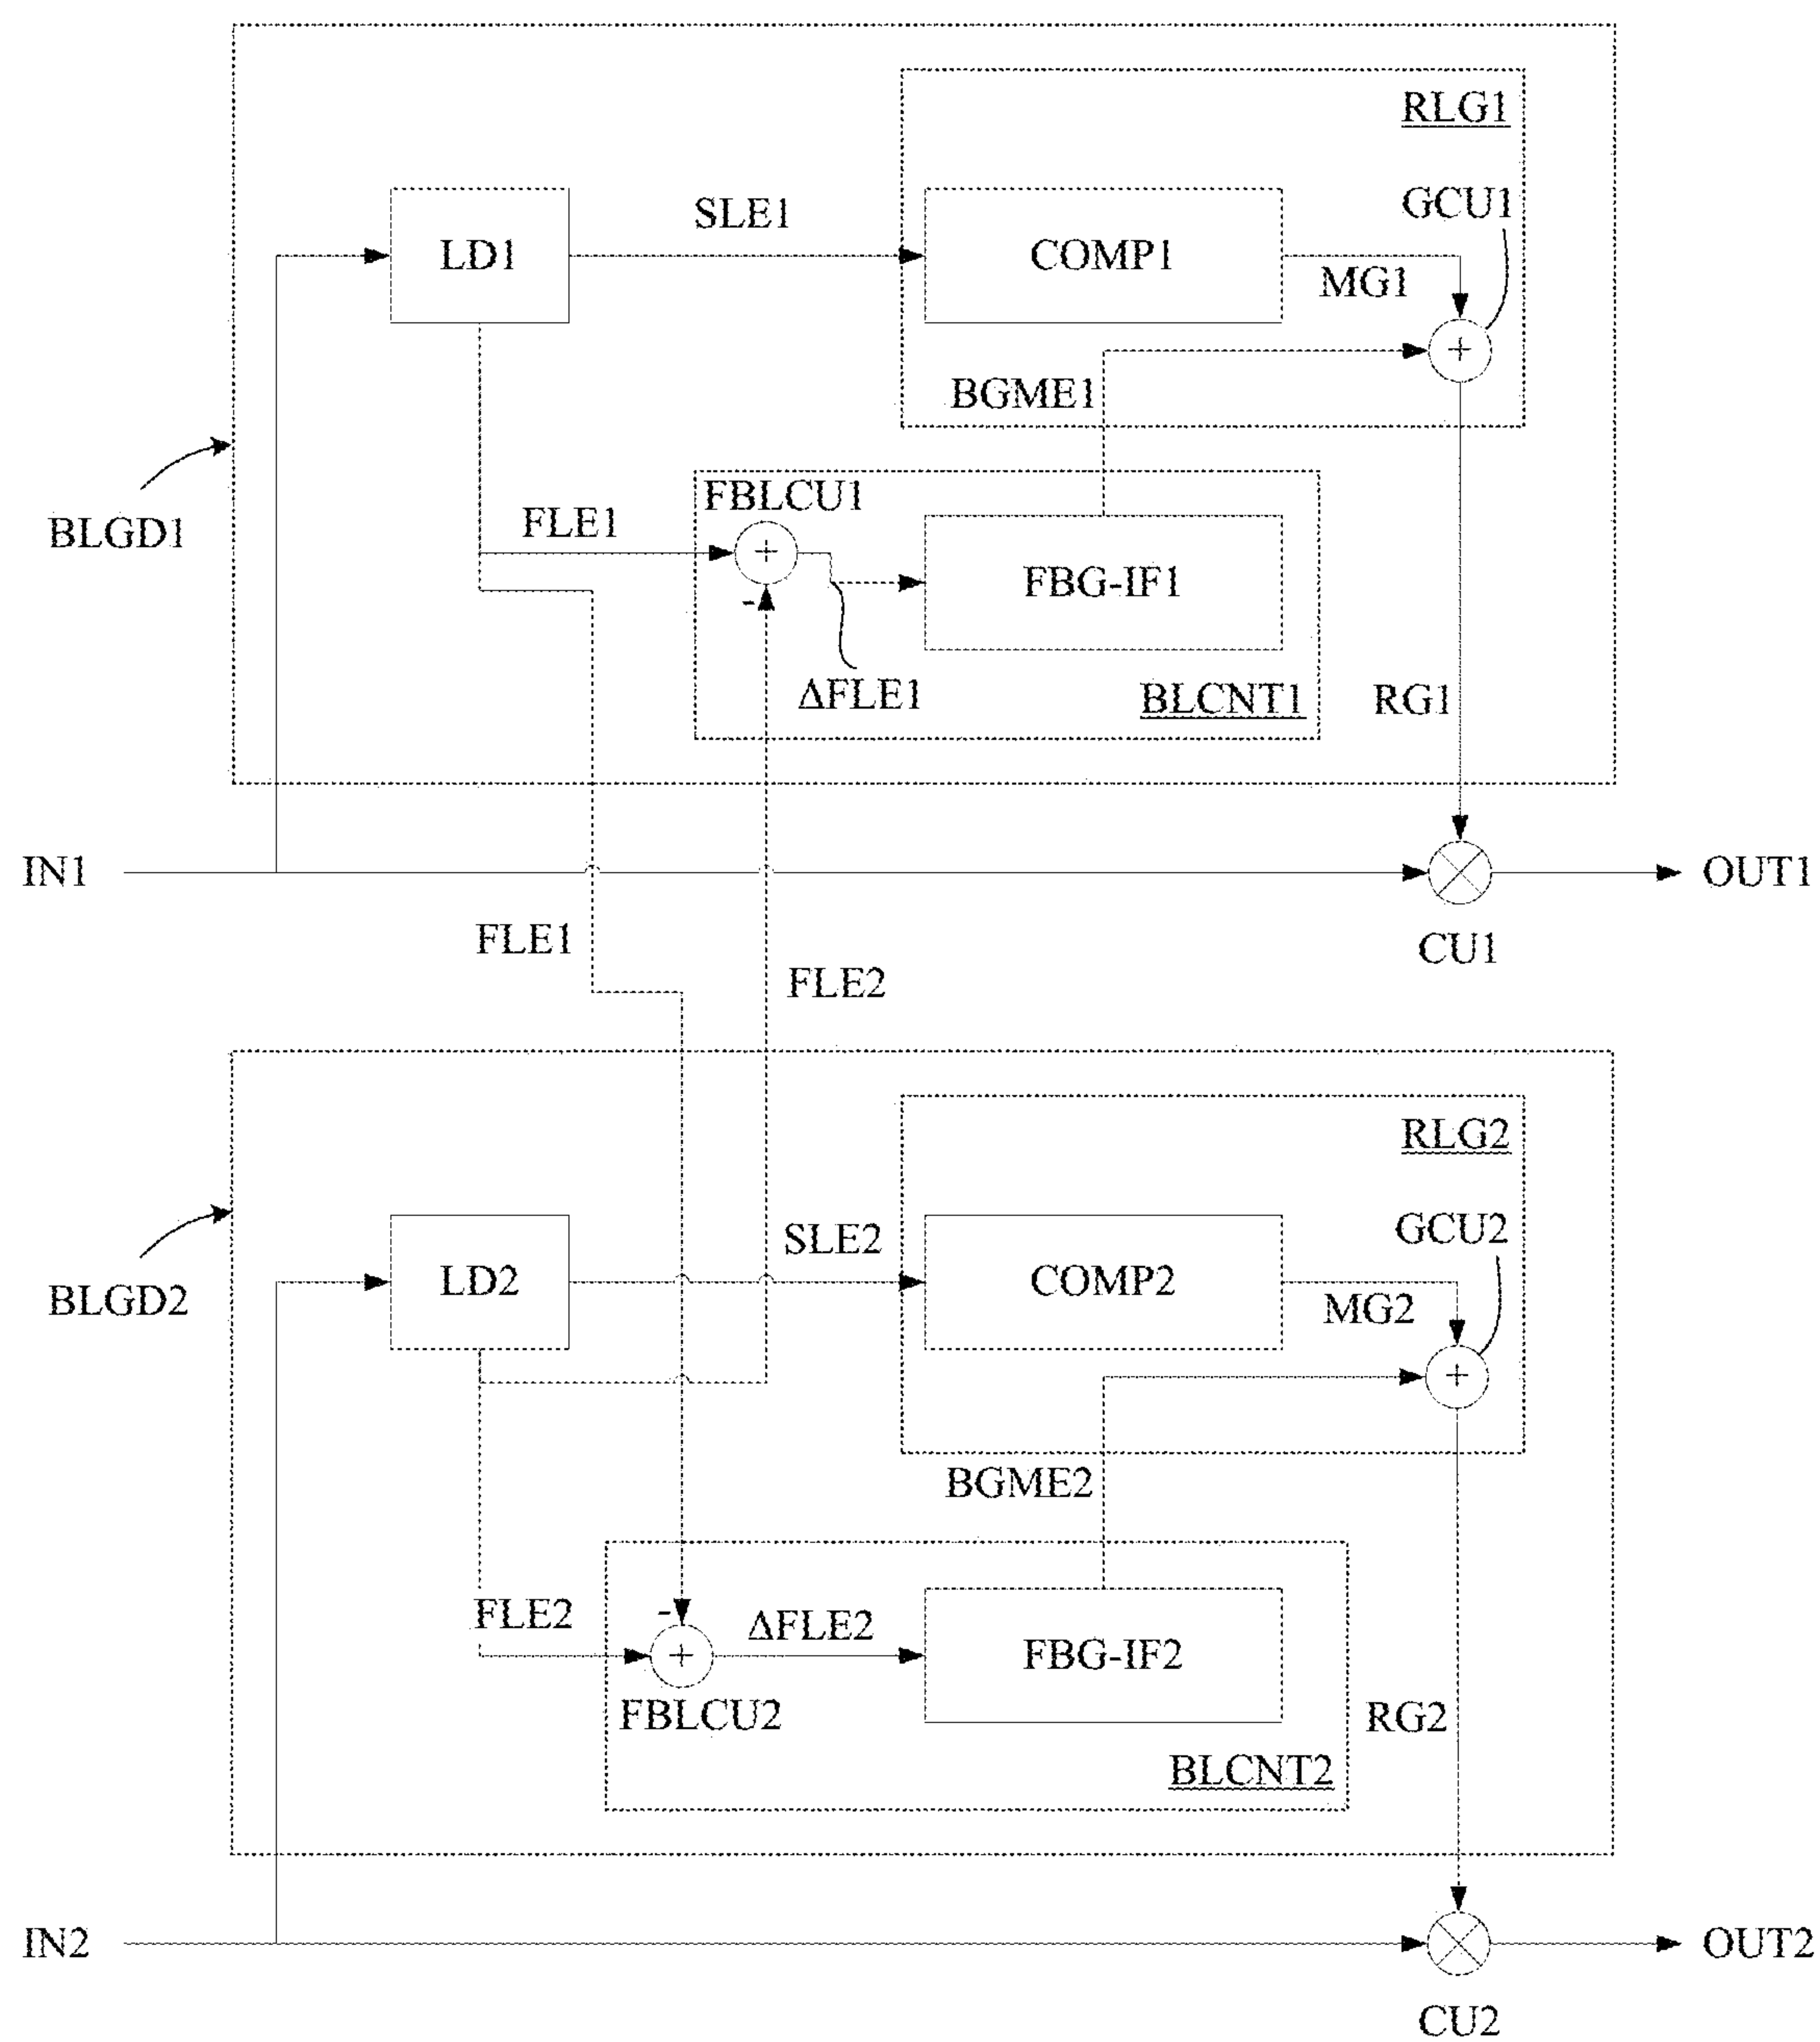 RLG1
GCU1
SLE1
LD1
COMP1
MG1
+
BGME1
FBLCU1
BLGD1
FLE1
+
-
FBG-IF1
ΔFLE1
BLCNT1
RG1
IN1
OUT1
CU1
FLE1
FLE2
RLG2
GCU2
SLE2
LD2
COMP2
BLGD2
MG2
+
BGME2
FLE2
-
+
ΔFLE2
FBG-IF2
FBLCU2
RG2
BLCNT2
IN2
OUT2
CU2